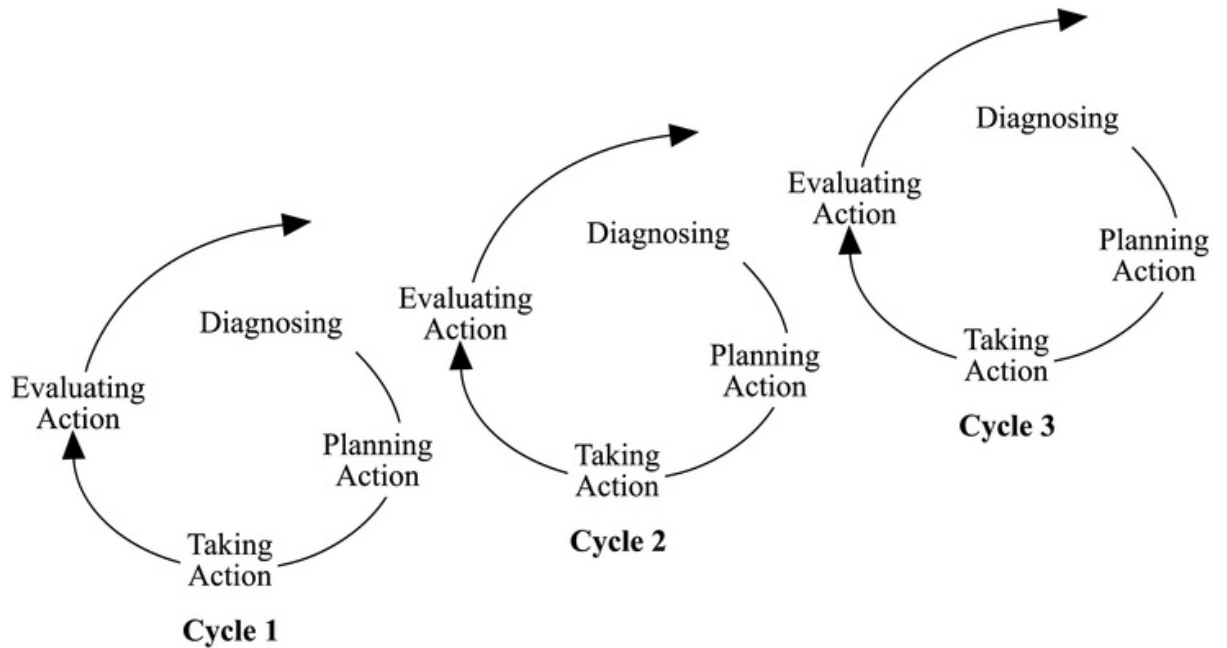 Diagnosing
Planning
Action
Taking
Action
Evaluating
Action
Cycle 1
Diagnosing
Planning
Action
Taking
Action
Evaluating
Action
Cycle 2
Diagnosing
Planning
Action
Taking
Action
Evaluating
Action
Cycle 3